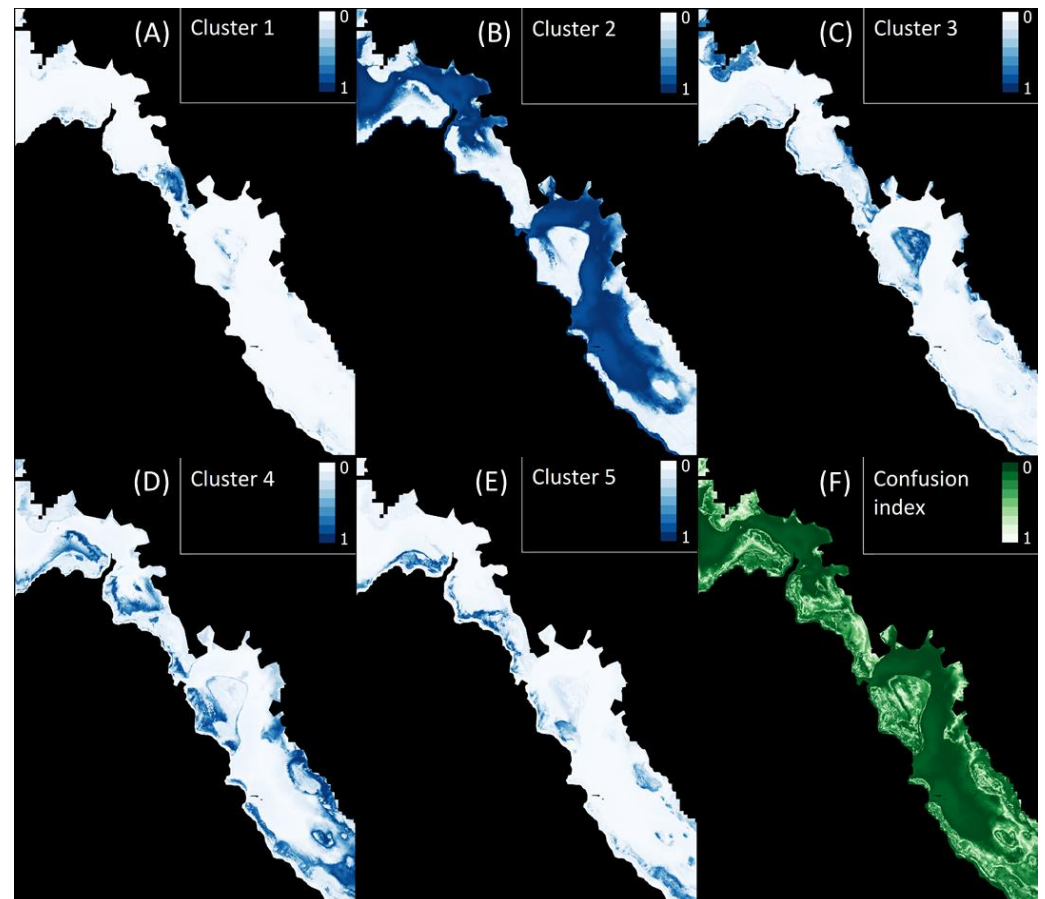 (A) Cluster 1 0
1
(B) Cluster 2 0
1
(C) Cluster 3 0
1
(D) Cluster 4 0
1
(E) Cluster 5 0
1
(F) Confusion 0
index
1